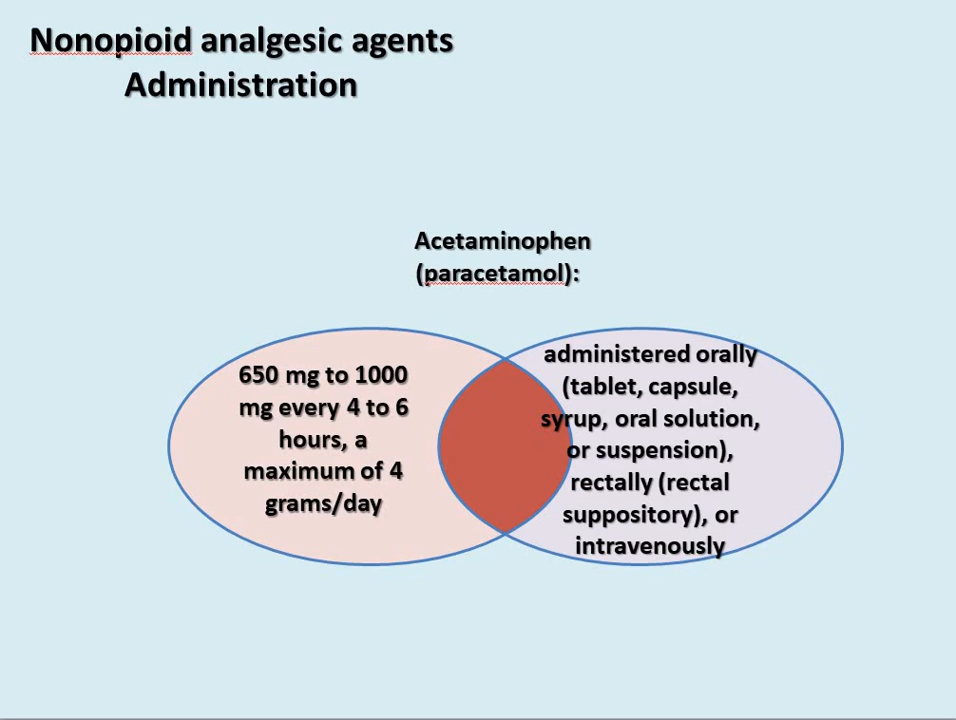 Nonopioid analgesic agents
Administration
Acetaminophen
(paracetamol):
650 mg to 1000
mg every 4 to 6
hours, a
maximum of 4
grams/day
administered orally
(tablet, capsule,
syrup, oral solution,
or suspension),
rectally (rectal
suppository), or
intravenously